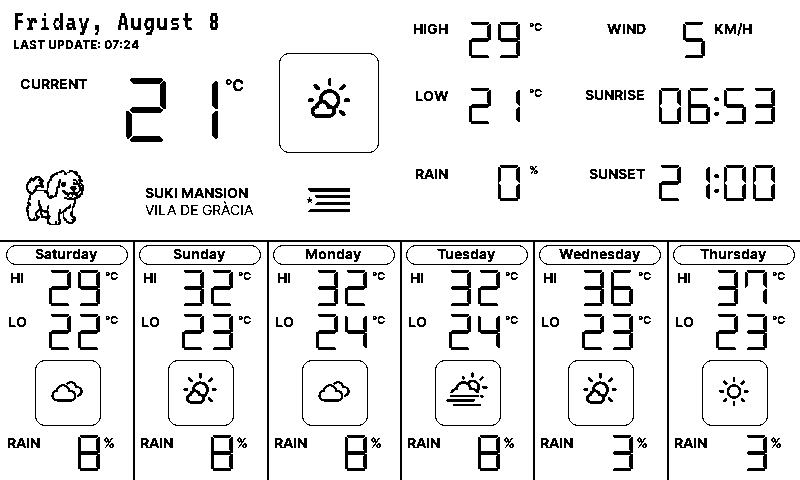 Friday, August 8
LAST UPDATE: 07:24
CURRENT 21 °C
HIGH 29 °C
WIND 5 KM/H
LOW 21 °C
SUNRISE 06:53
RAIN 0 %
SUNSET 21:00
SUKI MANSION
VILA DE GRÀCIA
Saturday
HI 29 °C
LO 22 °C
RAIN 8 %
Sunday
HI 32 °C
LO 23 °C
RAIN 8 %
Monday
HI 32 °C
LO 24 °C
RAIN 8 %
Tuesday
HI 32 °C
LO 24 °C
RAIN 8 %
Wednesday
HI 36 °C
LO 23 °C
RAIN 3 %
Thursday
HI 37 °C
LO 23 °C
RAIN 3 %